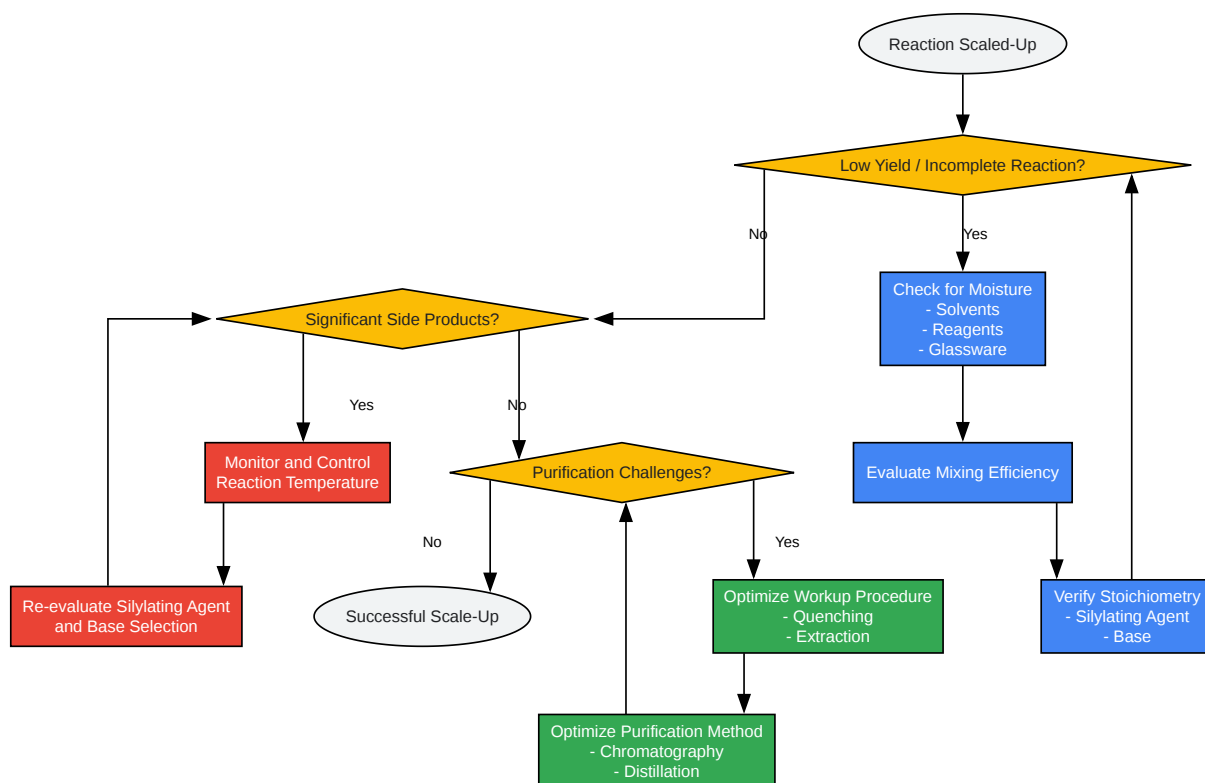 Reaction Scaled-Up
Low Yield / Incomplete Reaction?
No
Yes
Check for Moisture
- Solvents
- Reagents
- Glassware
Significant Side Products?
Yes
No
Monitor and Control
Reaction Temperature
Purification Challenges?
Evaluate Mixing Efficiency
No
Yes
Re-evaluate Silylating Agent
and Base Selection
Successful Scale-Up
Optimize Workup Procedure
- Quenching
- Extraction
Verify Stoichiometry
- Silylating Agent
- Base
Optimize Purification Method
- Chromatography
- Distillation